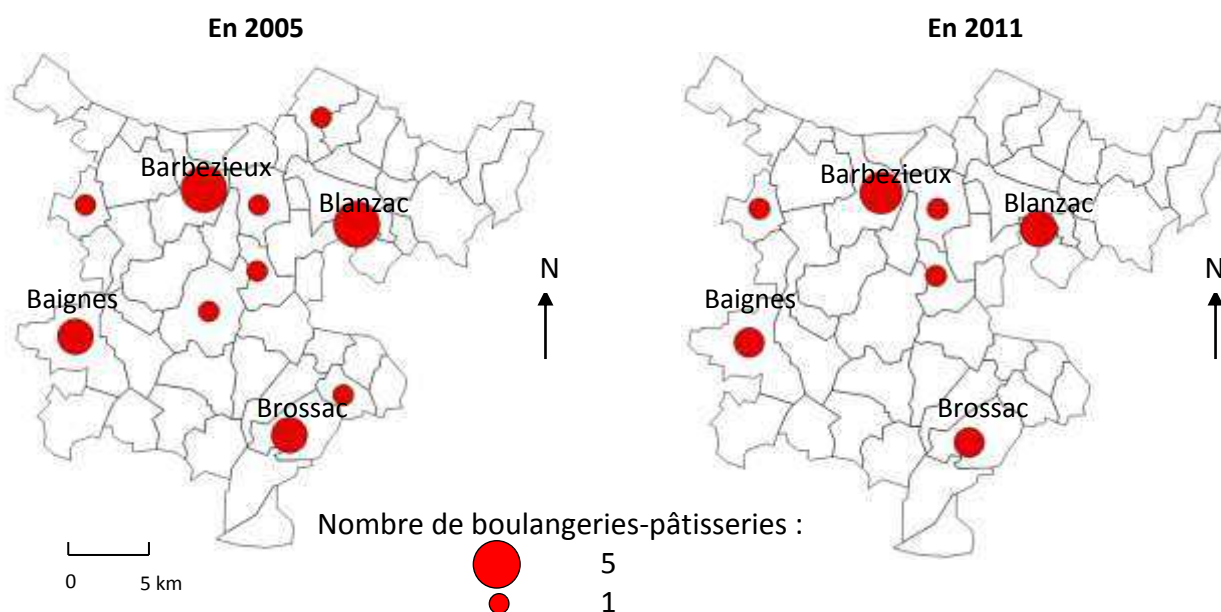 En 2005
En 2011
Barbezieux
Blanzac
Baignes
Brossac
N
Barbezieux
Blanzac
Baignes
Brossac
N
Nombre de boulangeries-pâtisseries :
5
1
0 5 km